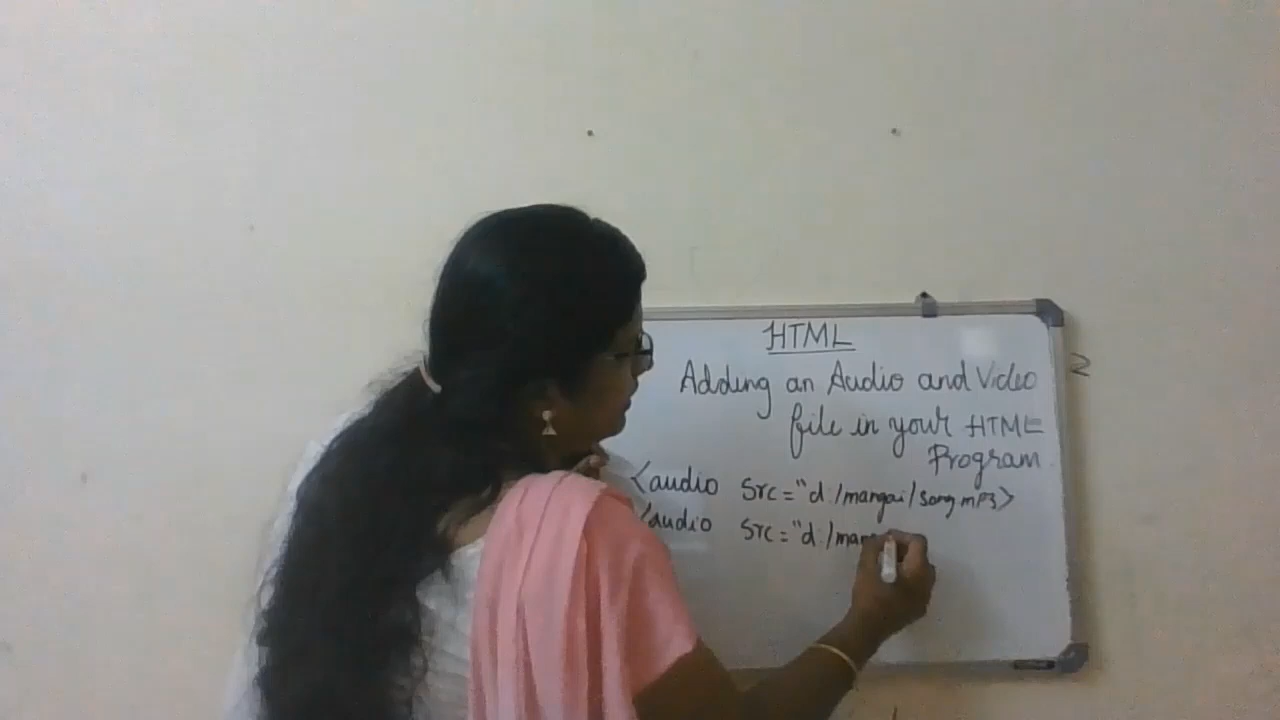 HTML
Adding an Audio and Video
file in your HTML
Program
<audio src="d:/mangai/song.mp3>
<audio src="d:/man
2